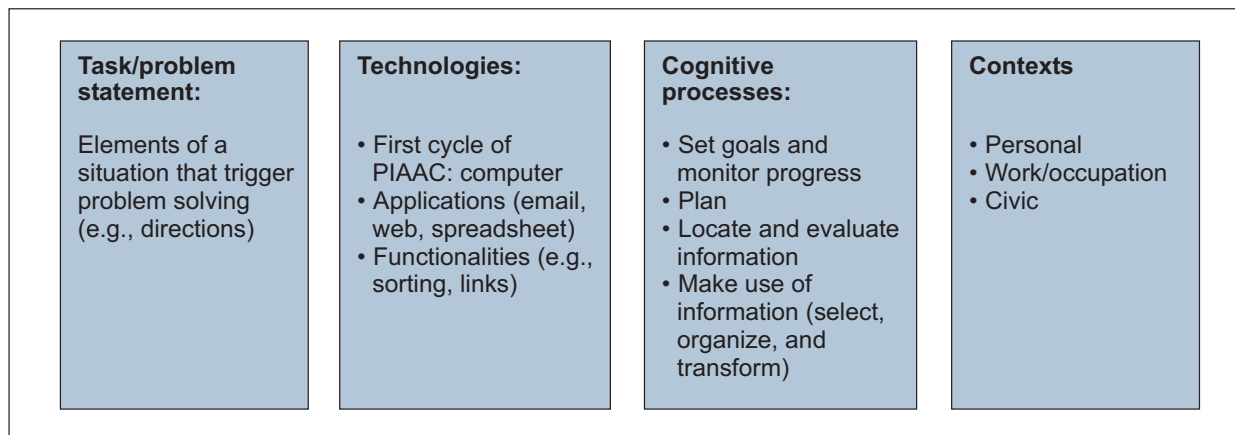 Task/problem
statement:
Elements of a
situation that trigger
problem solving
(e.g., directions)
Technologies:
• First cycle of
PIAAC: computer
• Applications (email,
web, spreadsheet)
• Functionalities (e.g.,
sorting, links)
Cognitive
processes:
• Set goals and
monitor progress
• Plan
• Locate and evaluate
information
• Make use of
information (select,
organize, and
transform)
Contexts
• Personal
• Work/occupation
• Civic